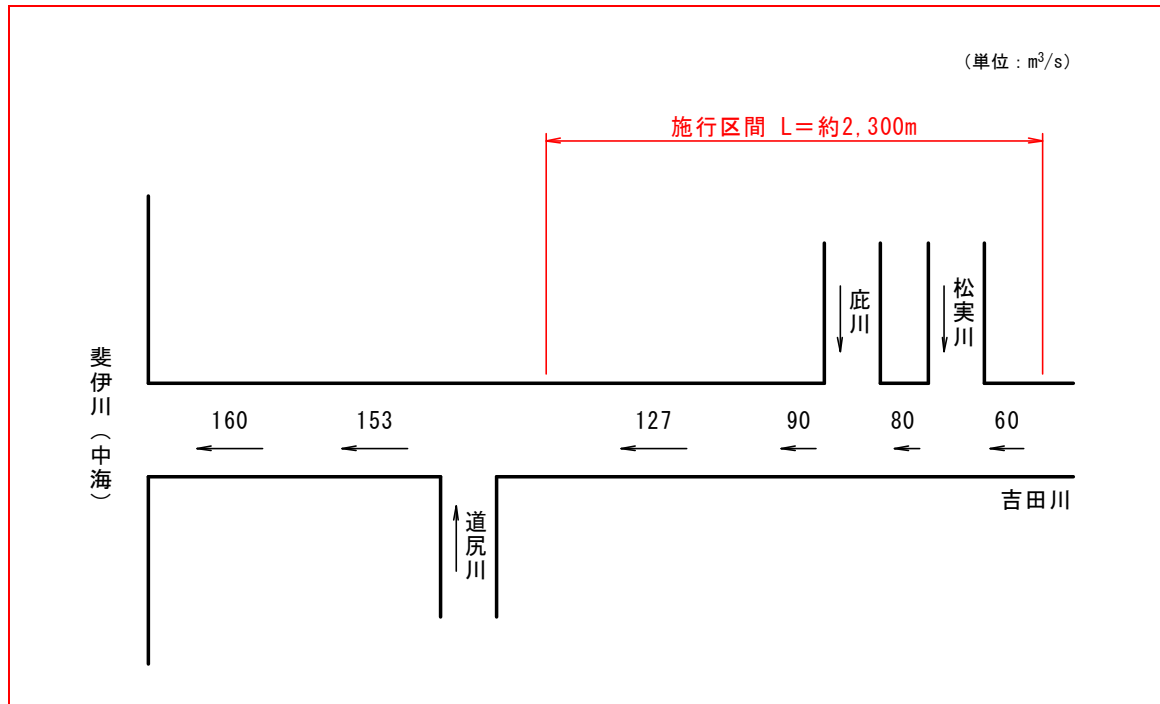 （単位：m³/s）
施行区間 L＝約2,300m
庇川
松実川
斐伊川（中海）
160
153
127
90
80
60
吉田川
道尻川